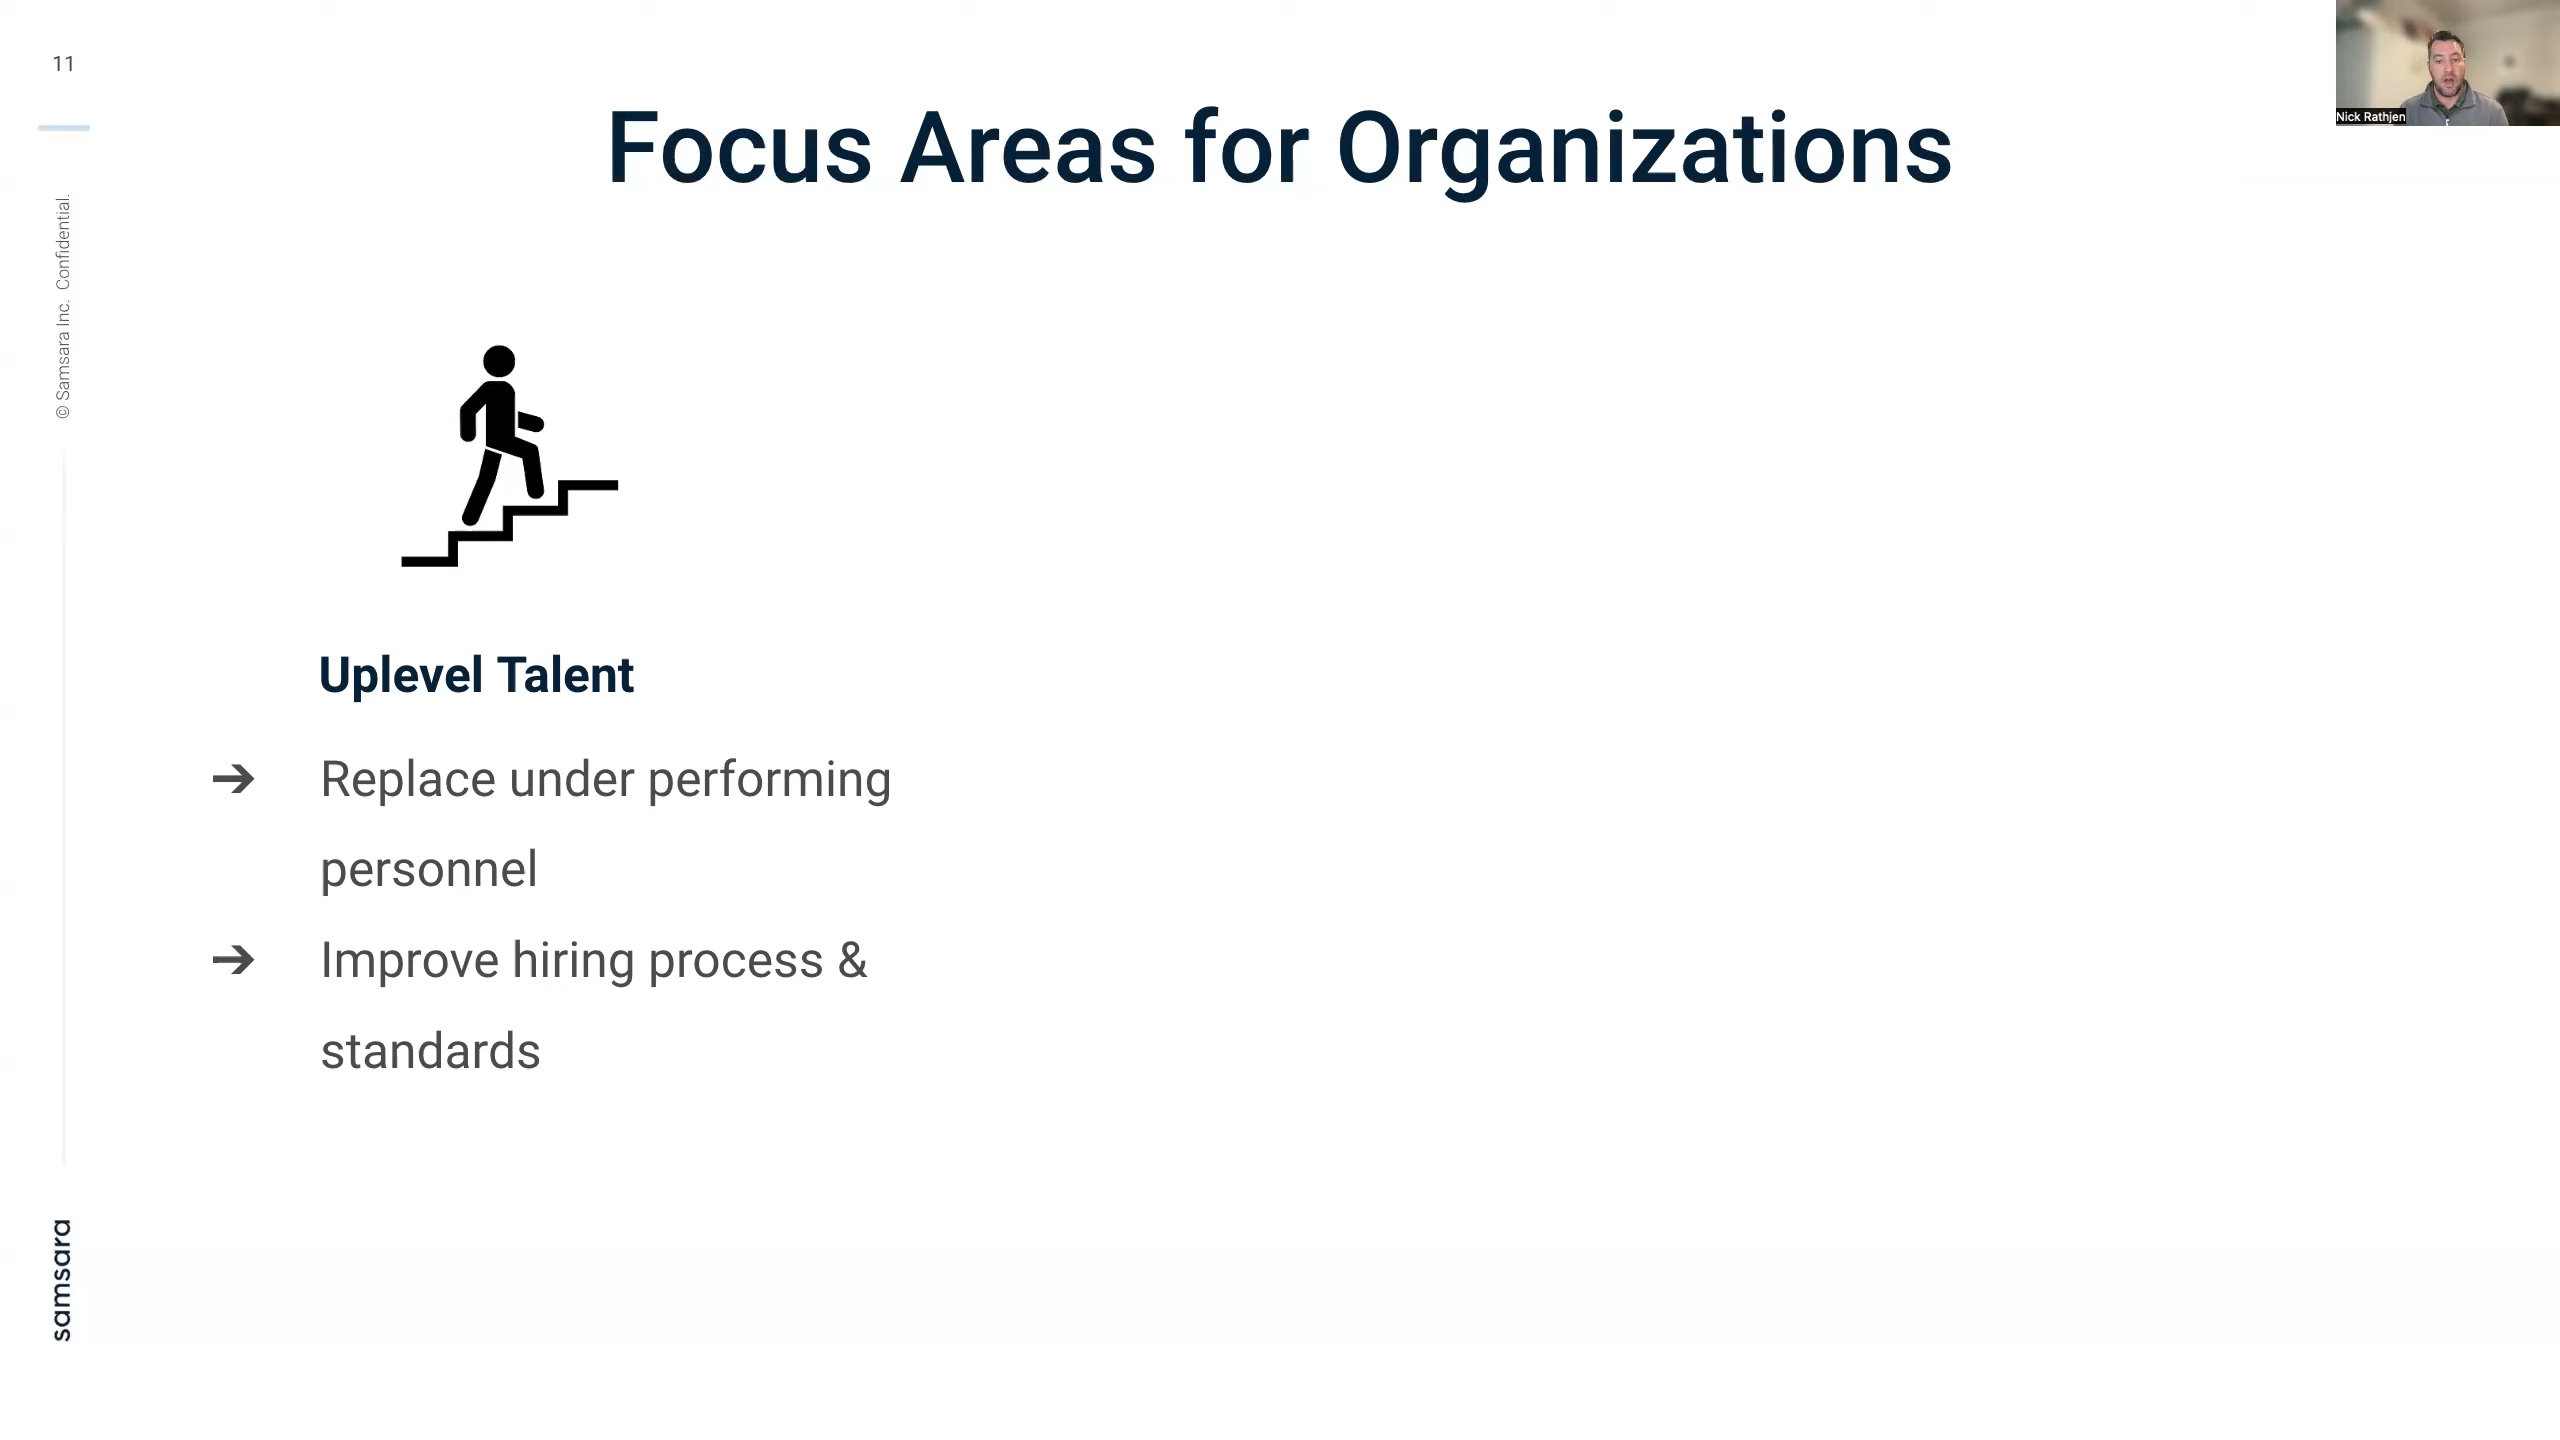 11
Focus Areas for Organizations
Nick Rathjen
© Samsara Inc. Confidential.
Uplevel Talent
➔ Replace under performing
personnel
➔ Improve hiring process &
standards
samsara